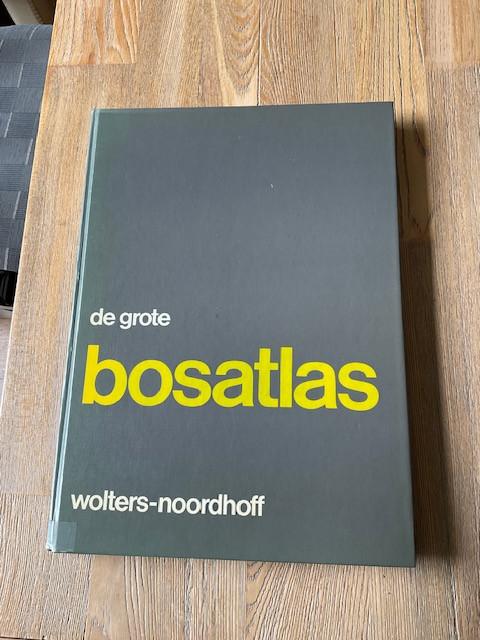 de grote
bosatlas
wolters-noordhoff